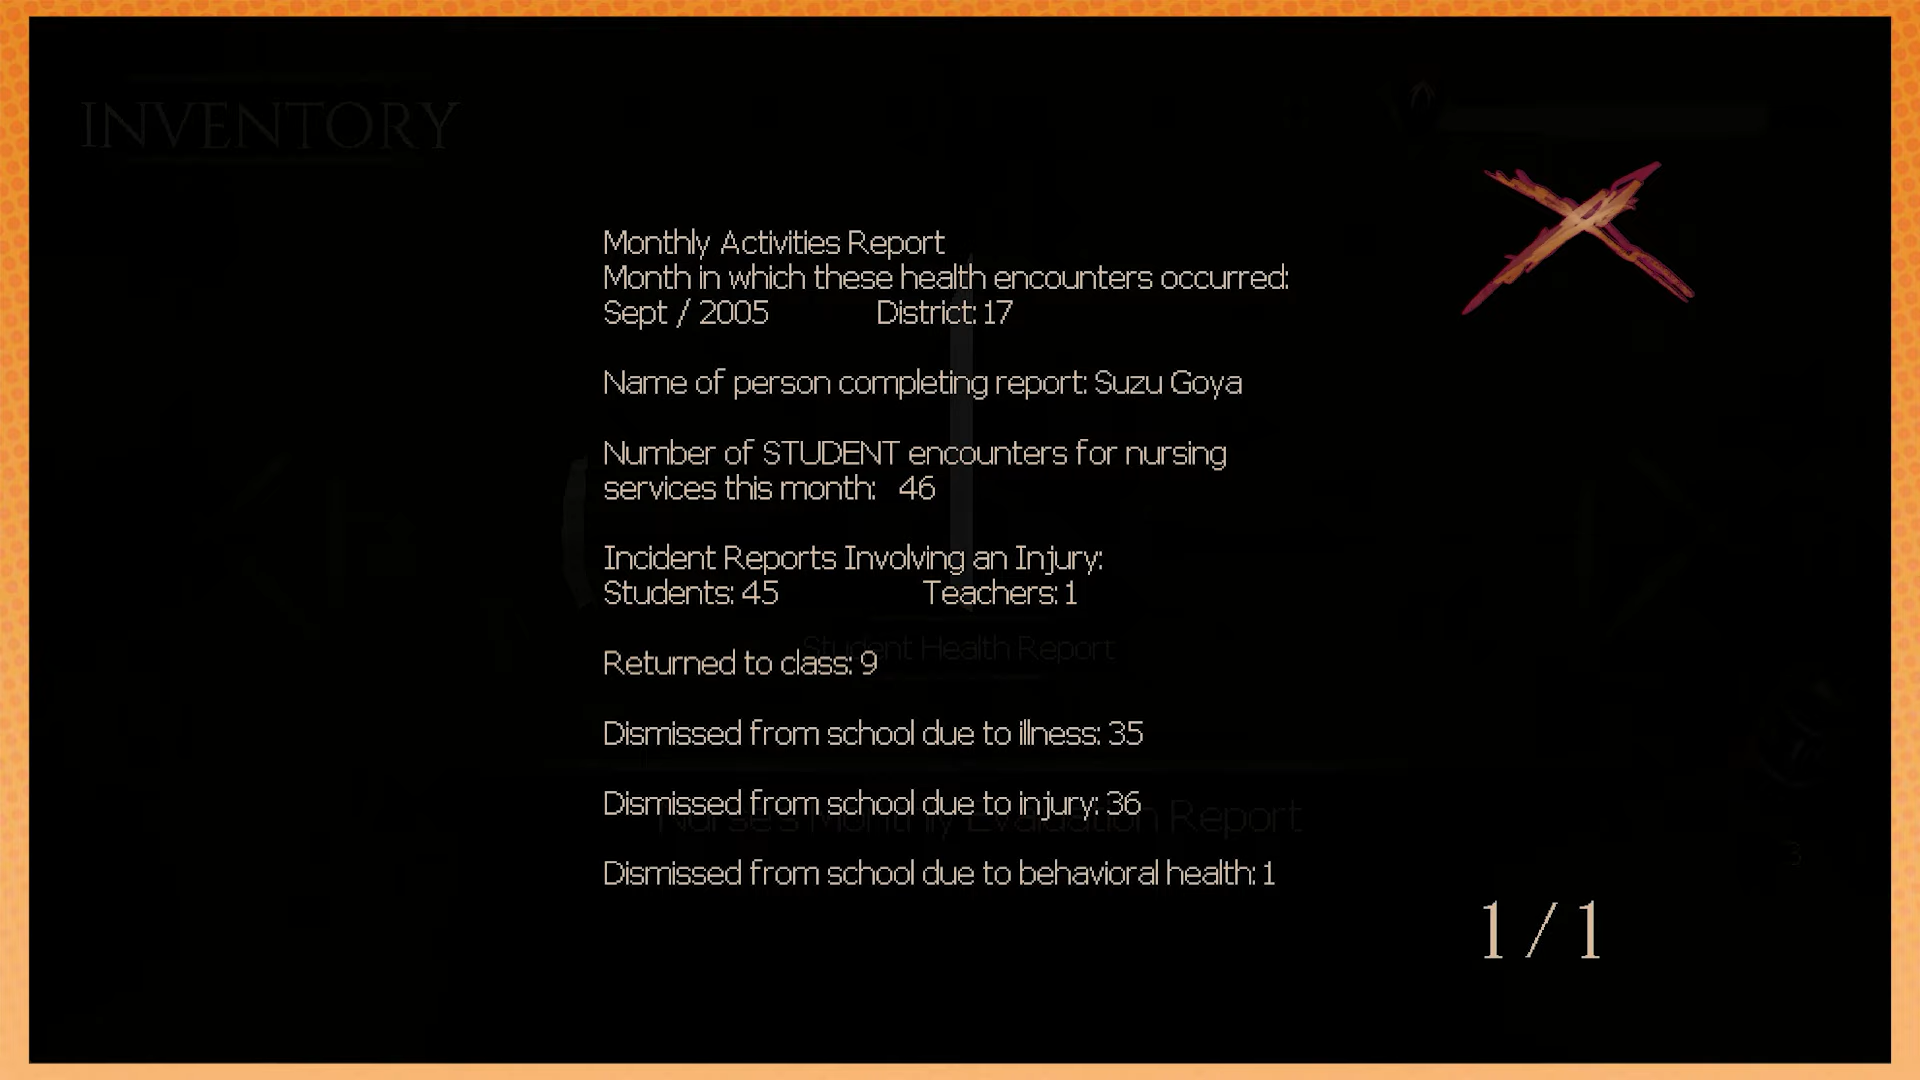 INVENTORY
Monthly Activities Report
Month in which these health encounters occurred:
Sept / 2005 District: 17
Name of person completing report: Suzu Goya
Number of STUDENT encounters for nursing
services this month: 46
Incident Reports Involving an Injury:
Students: 45 Teachers: 1
Student Health Report
Returned to class: 9
Dismissed from school due to illness: 35
Dismissed from school due to injury: 36
Nurse's Monthly Evaluation Report
Dismissed from school due to behavioral health: 1
1/1